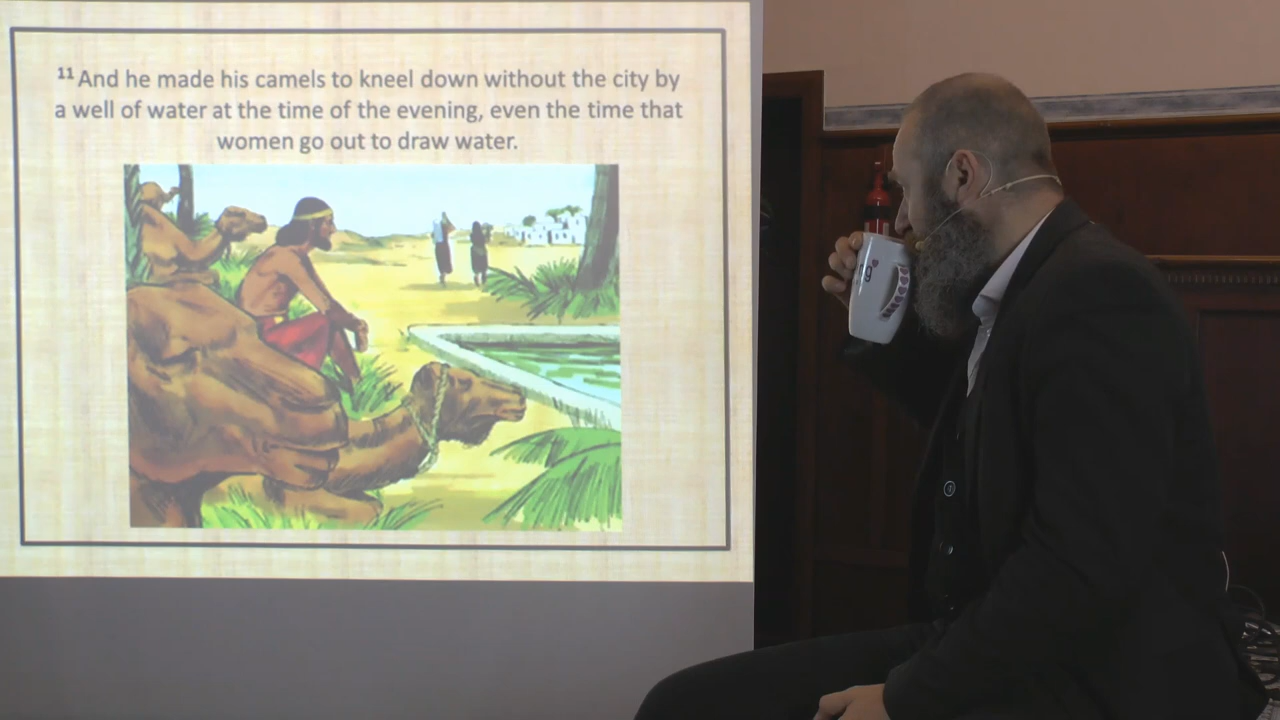 11 And he made his camels to kneel down without the city by
a well of water at the time of the evening, even the time that
women go out to draw water.